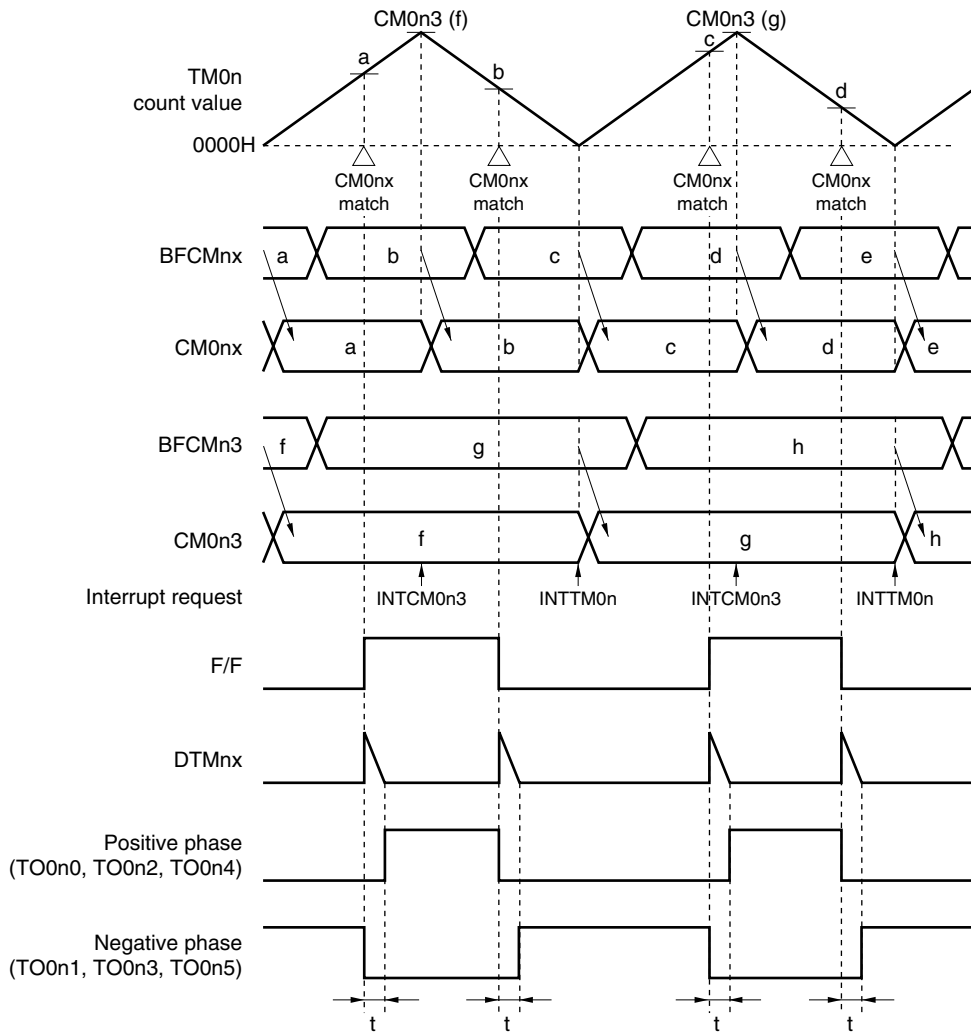 CM0n3 (f) CM0n3 (g)
a b c d
TM0n
count value
0000H
CM0nx CM0nx CM0nx CM0nx
match match match match
BFCMnx a b c d e
CM0nx a b c d e
BFCMn3 f g h
CM0n3 f g h
Interrupt request INTCM0n3 INTTM0n INTCM0n3 INTTM0n
F/F
DTMnx
Positive phase
(TO0n0, TO0n2, TO0n4)
Negative phase
(TO0n1, TO0n3, TO0n5)
t t t t